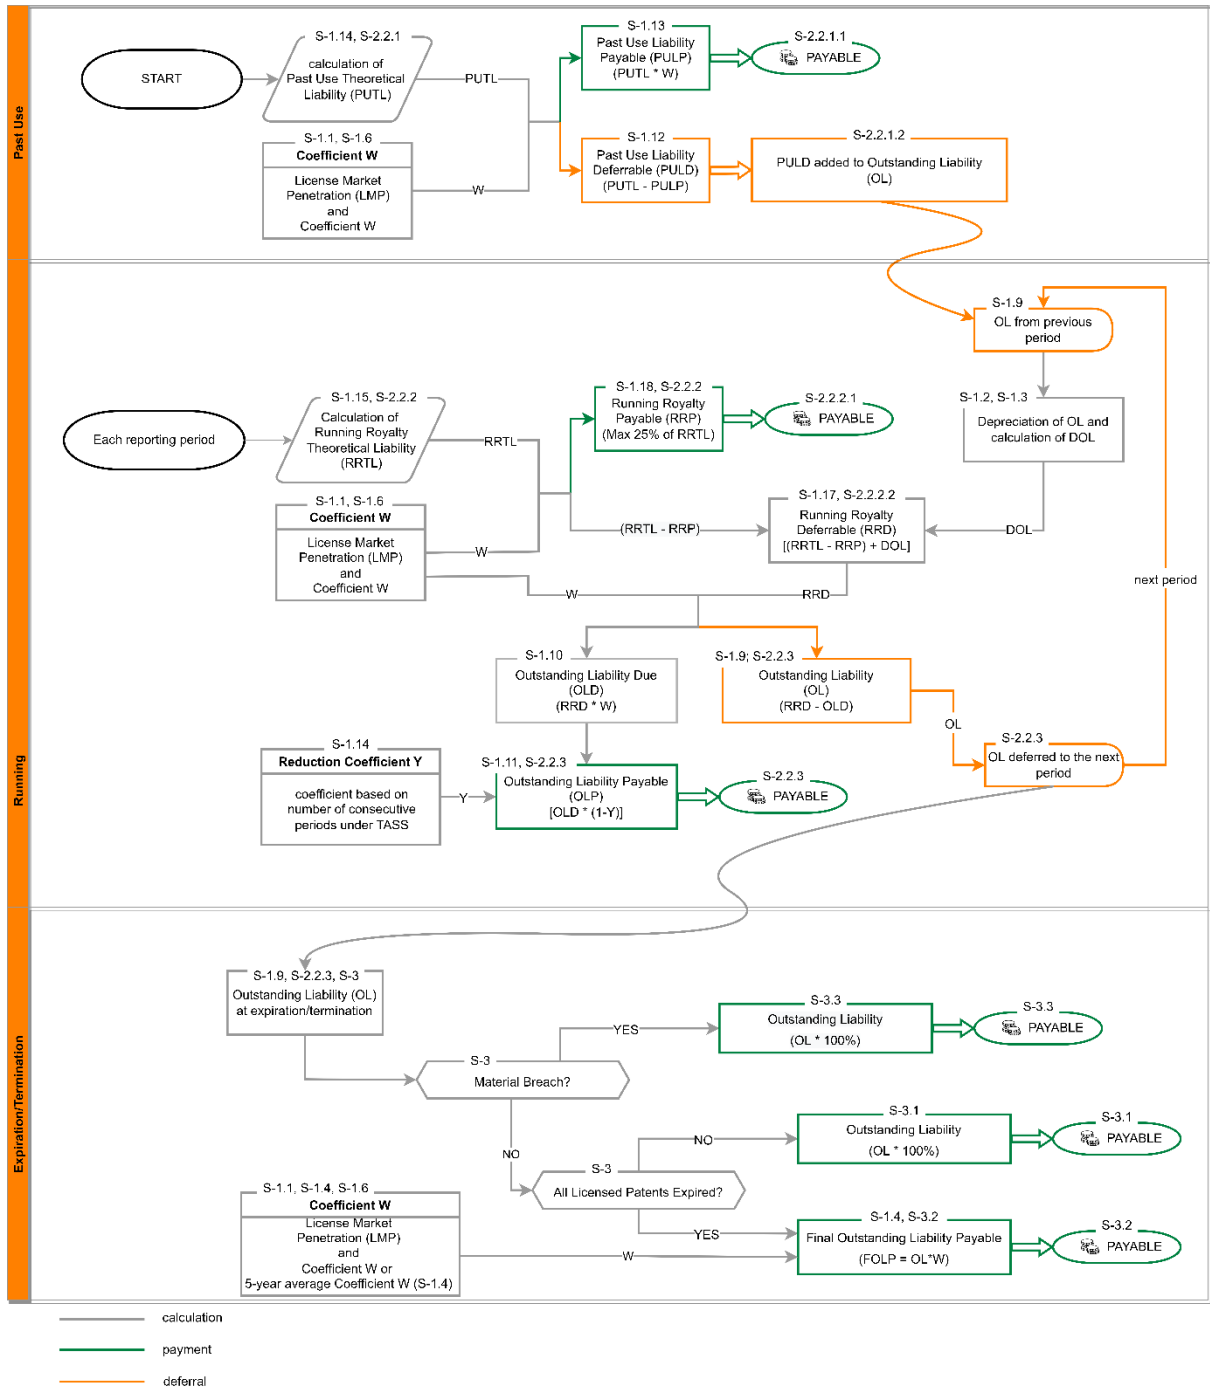 Past Use
START
S-1.14, S-2.2.1
calculation of
Past Use Theoretical
Liability (PUTL)
PUTL
S-1.1, S-1.6
Coefficient W
License Market
Penetration (LMP)
and
Coefficient W
W
S-1.13
Past Use Liability
Payable (PULP)
(PUTL * W)
S-2.2.1.1
PAYABLE
S-1.12
Past Use Liability
Deferrable (PULD)
(PUTL - PULP)
S-2.2.1.2
PULD added to Outstanding Liability
(OL)
Running
S-1.9
OL from previous
period
Each reporting period
S-1.15, S-2.2.2
Calculation of
Running Royalty
Theoretical Liability
(RRTL)
RRTL
S-1.18, S-2.2.2
Running Royalty
Payable (RRP)
(Max 25% of RRTL)
S-2.2.2.1
PAYABLE
S-1.2, S-1.3
Depreciation of OL and
calculation of DOL
S-1.1, S-1.6
Coefficient W
License Market
Penetration (LMP)
and
Coefficient W
W
(RRTL - RRP)
S-1.17, S-2.2.2.2
Running Royalty
Deferrable (RRD)
[(RRTL - RRP) + DOL]
DOL
W
RRD
next period
S-1.10
Outstanding Liability Due
(OLD)
(RRD * W)
S-1.9; S-2.2.3
Outstanding Liability
(OL)
(RRD - OLD)
OL
S-2.2.3
OL deferred to the next
period
S-1.14
Reduction Coefficient Y
coefficient based on
number of consecutive
periods under TASS
Y
S-1.11, S-2.2.3
Outstanding Liability Payable
(OLP)
[OLD * (1-Y)]
S-2.2.3
PAYABLE
Expiration/Termination
S-1.9, S-2.2.3, S-3
Outstanding Liability (OL)
at expiration/termination
S-3
Material Breach?
YES
S-3.3
Outstanding Liability
(OL * 100%)
S-3.3
PAYABLE
NO
S-3
All Licensed Patents Expired?
NO
S-3.1
Outstanding Liability
(OL * 100%)
S-3.1
PAYABLE
YES
S-1.1, S-1.4, S-1.6
Coefficient W
License Market
Penetration (LMP)
and
Coefficient W or
5-year average Coefficient W (S-1.4)
W
S-1.4, S-3.2
Final Outstanding Liability Payable
(FOLP = OL*W)
S-3.2
PAYABLE
calculation
payment
deferral